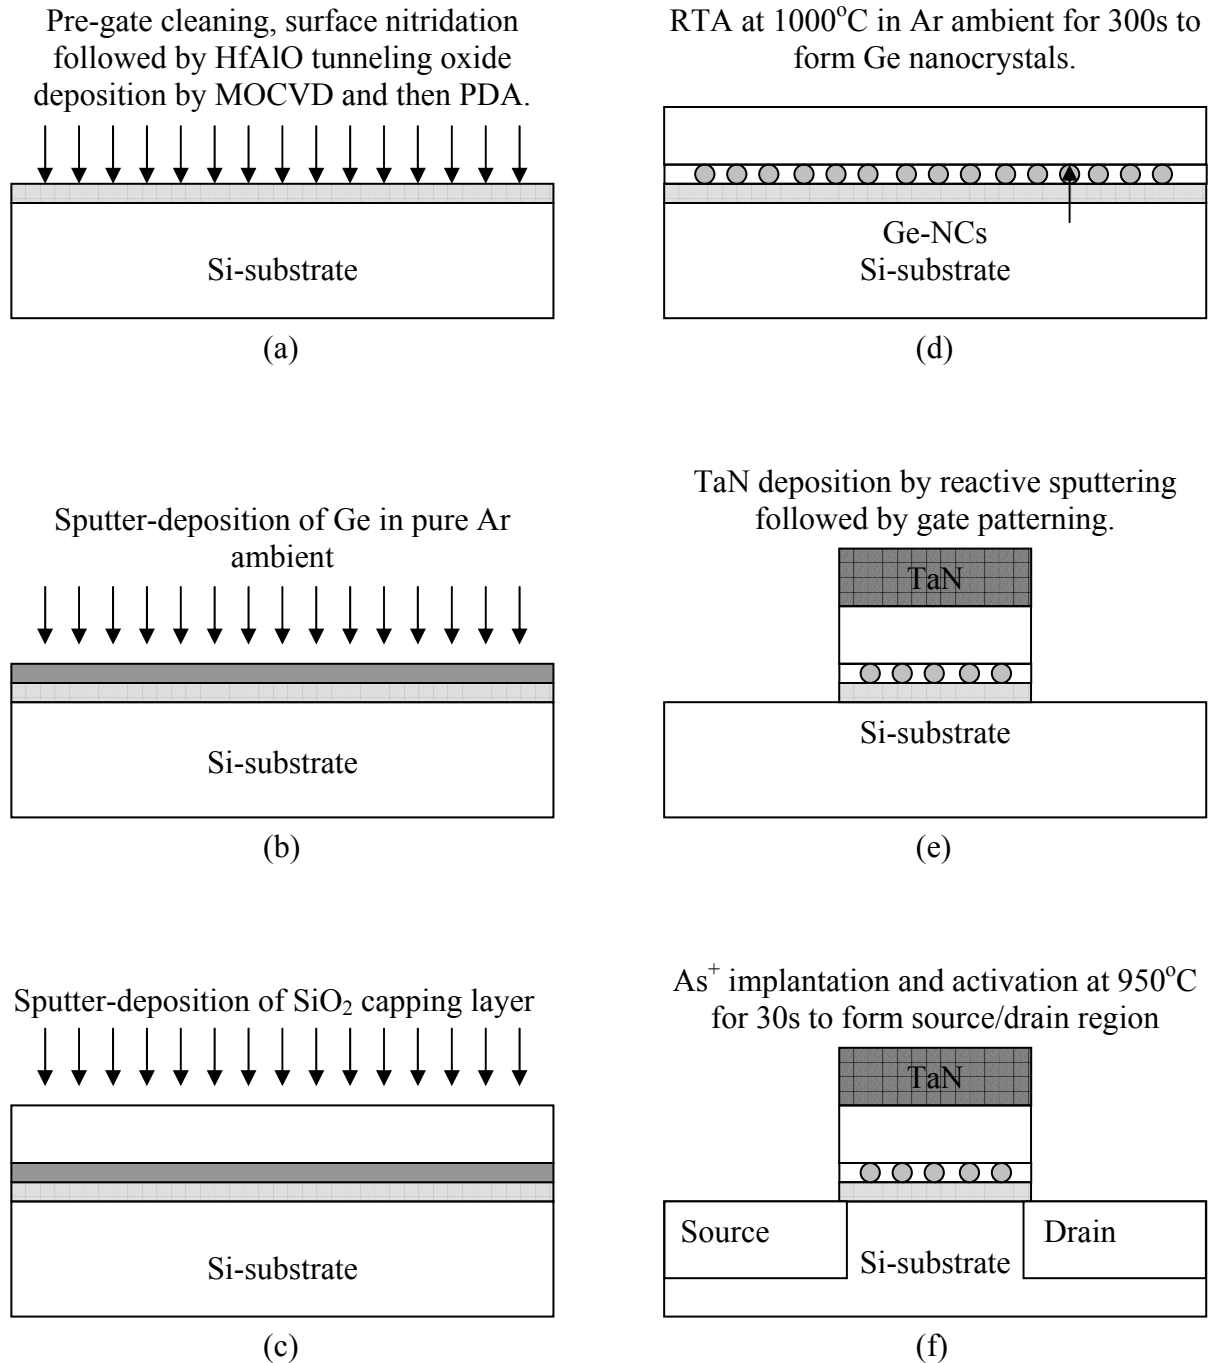 Pre-gate cleaning, surface nitridation
followed by HfAlO tunneling oxide
deposition by MOCVD and then PDA.
Si-substrate
(a)
Sputter-deposition of Ge in pure Ar
ambient
Si-substrate
(b)
Sputter-deposition of SiO₂ capping layer
Si-substrate
(c)
RTA at 1000°C in Ar ambient for 300s to
form Ge nanocrystals.
Ge-NCs
Si-substrate
(d)
TaN deposition by reactive sputtering
followed by gate patterning.
TaN
Si-substrate
(e)
As⁺ implantation and activation at 950°C
for 30s to form source/drain region
TaN
Source
Drain
Si-substrate
(f)